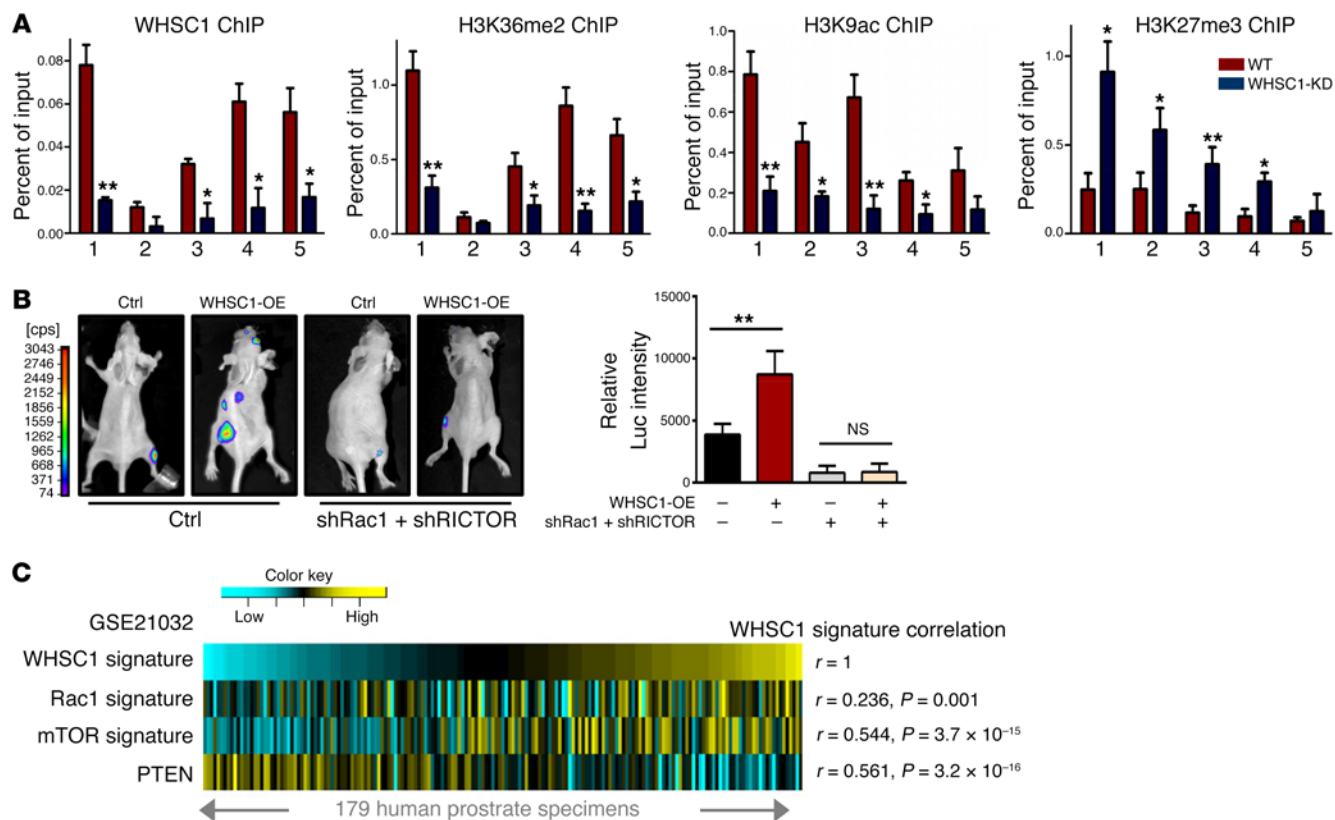 A
WHSC1 ChIP
Percent of input
0.08
0.06
0.04
0.02
0.00
** * * *
1 2 3 4 5
H3K36me2 ChIP
Percent of input
1.0
0.5
0.0
** * ** *
1 2 3 4 5
H3K9ac ChIP
Percent of input
1.0
0.8
0.6
0.4
0.2
0.0
** * ** *
1 2 3 4 5
H3K27me3 ChIP
Percent of input
1.0
0.5
0.0
* * ** *
WT
WHSC1-KD
1 2 3 4 5
B
Ctrl WHSC1-OE Ctrl WHSC1-OE
[cps]
3043
2746
2449
2152
1856
1559
1262
965
668
371
74
Ctrl shRac1 + shRICTOR
Relative
Luc intensity
15000
10000
5000
0
**
NS
WHSC1-OE − + − +
shRac1 + shRICTOR − − + +
C
Color key
Low High
GSE21032
WHSC1 signature correlation
WHSC1 signature r = 1
Rac1 signature r = 0.236, P = 0.001
mTOR signature r = 0.544, P = 3.7 × 10⁻¹⁵
PTEN r = 0.561, P = 3.2 × 10⁻¹⁶
179 human prostrate specimens